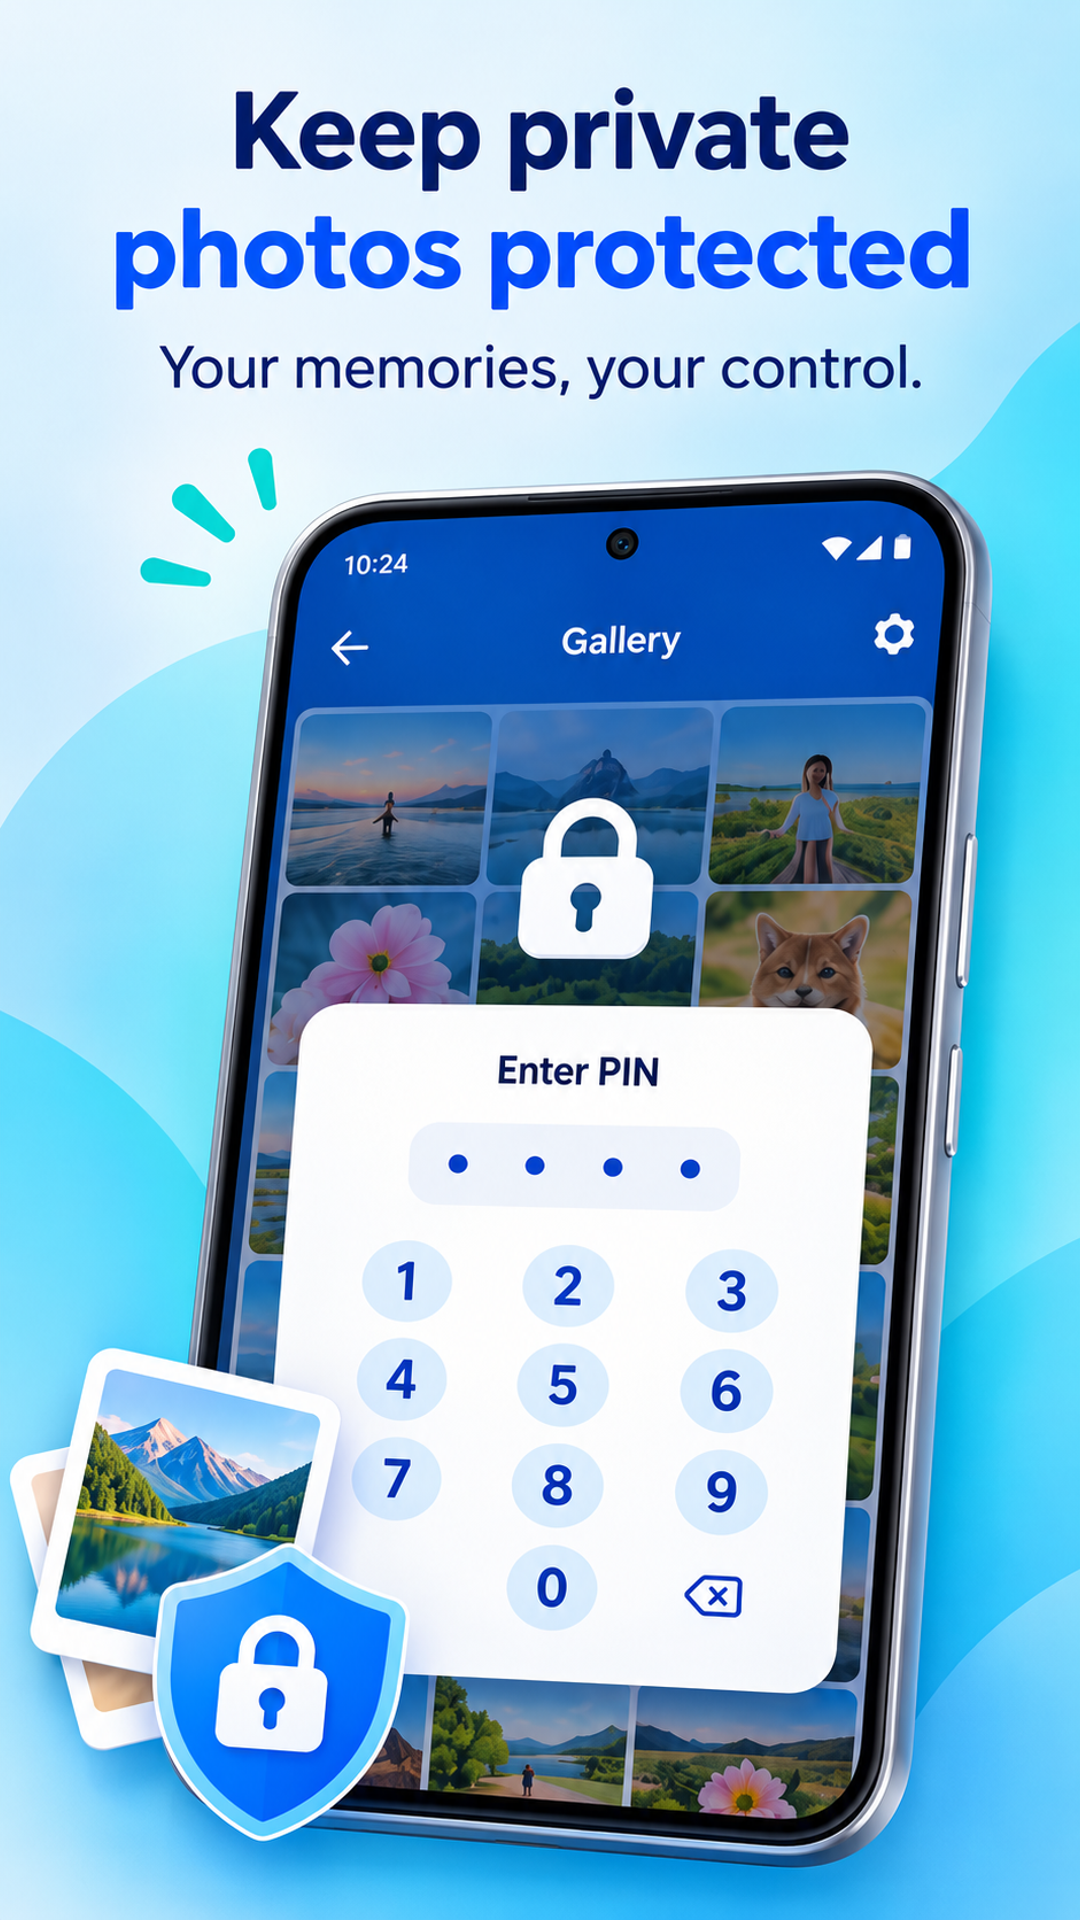 Keep private
photos protected
Your memories, your control.
10:24
Gallery
Enter PIN
1 2 3
4 5 6
7 8 9
0